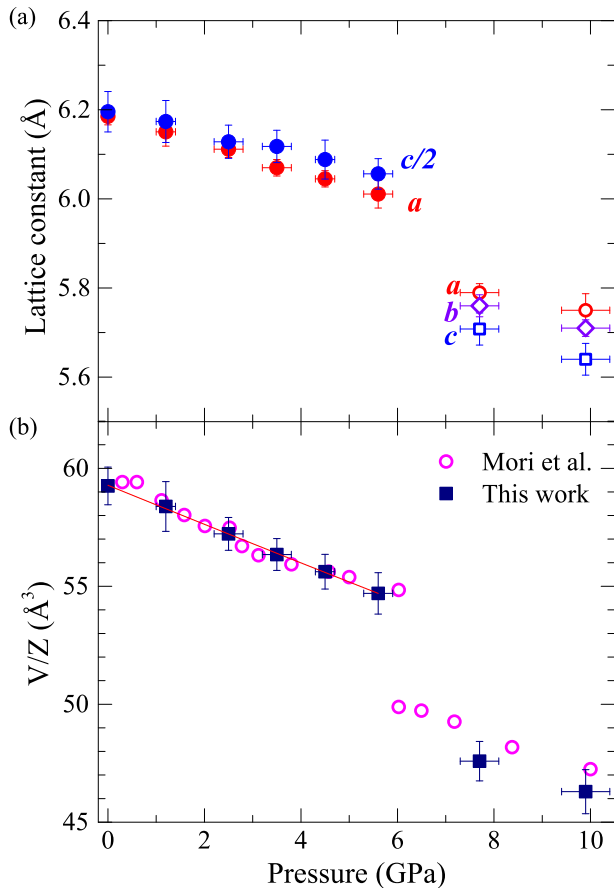 (a)
6.4
6.2
6.0
5.8
5.6
Lattice constant (Å)
c/2
a
a
b
c
(b)
60
55
50
45
V/Z (Å³)
Mori et al.
This work
0 2 4 6 8 10
Pressure (GPa)